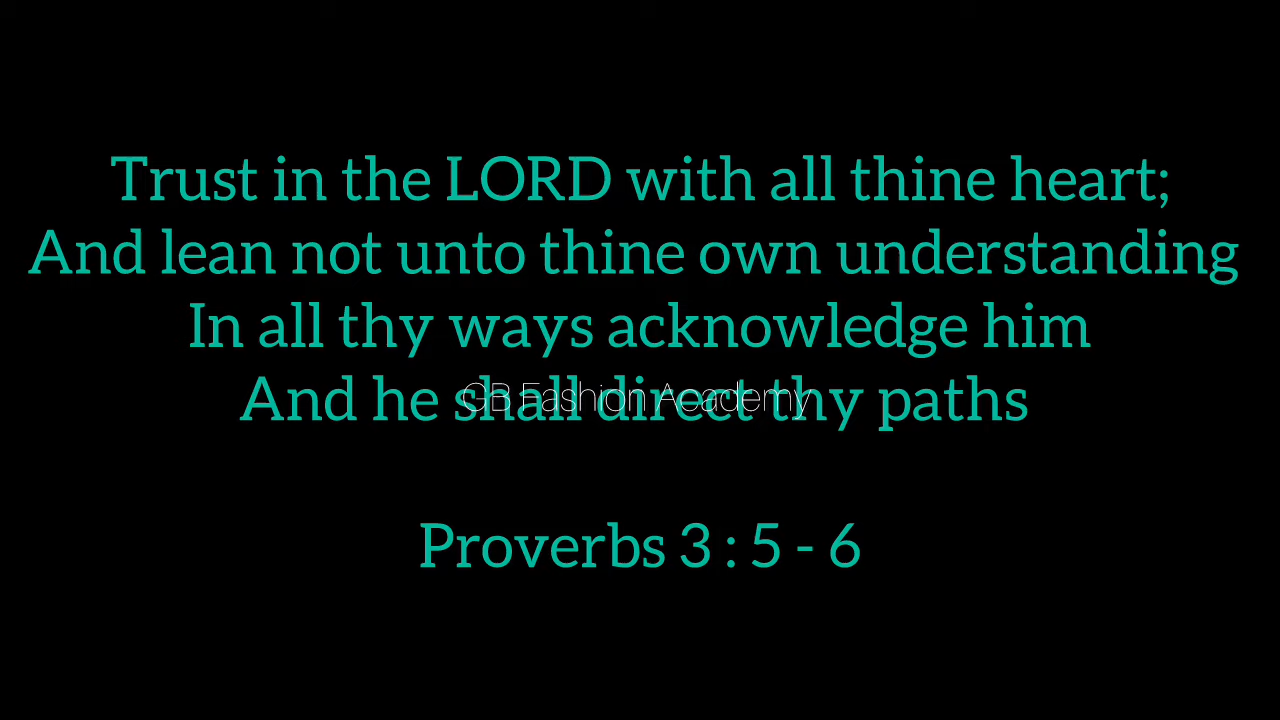 Trust in the LORD with all thine heart;
And lean not unto thine own understanding
In all thy ways acknowledge him
And he shall direct thy paths
GB Fashion Academy
Proverbs 3 : 5 - 6